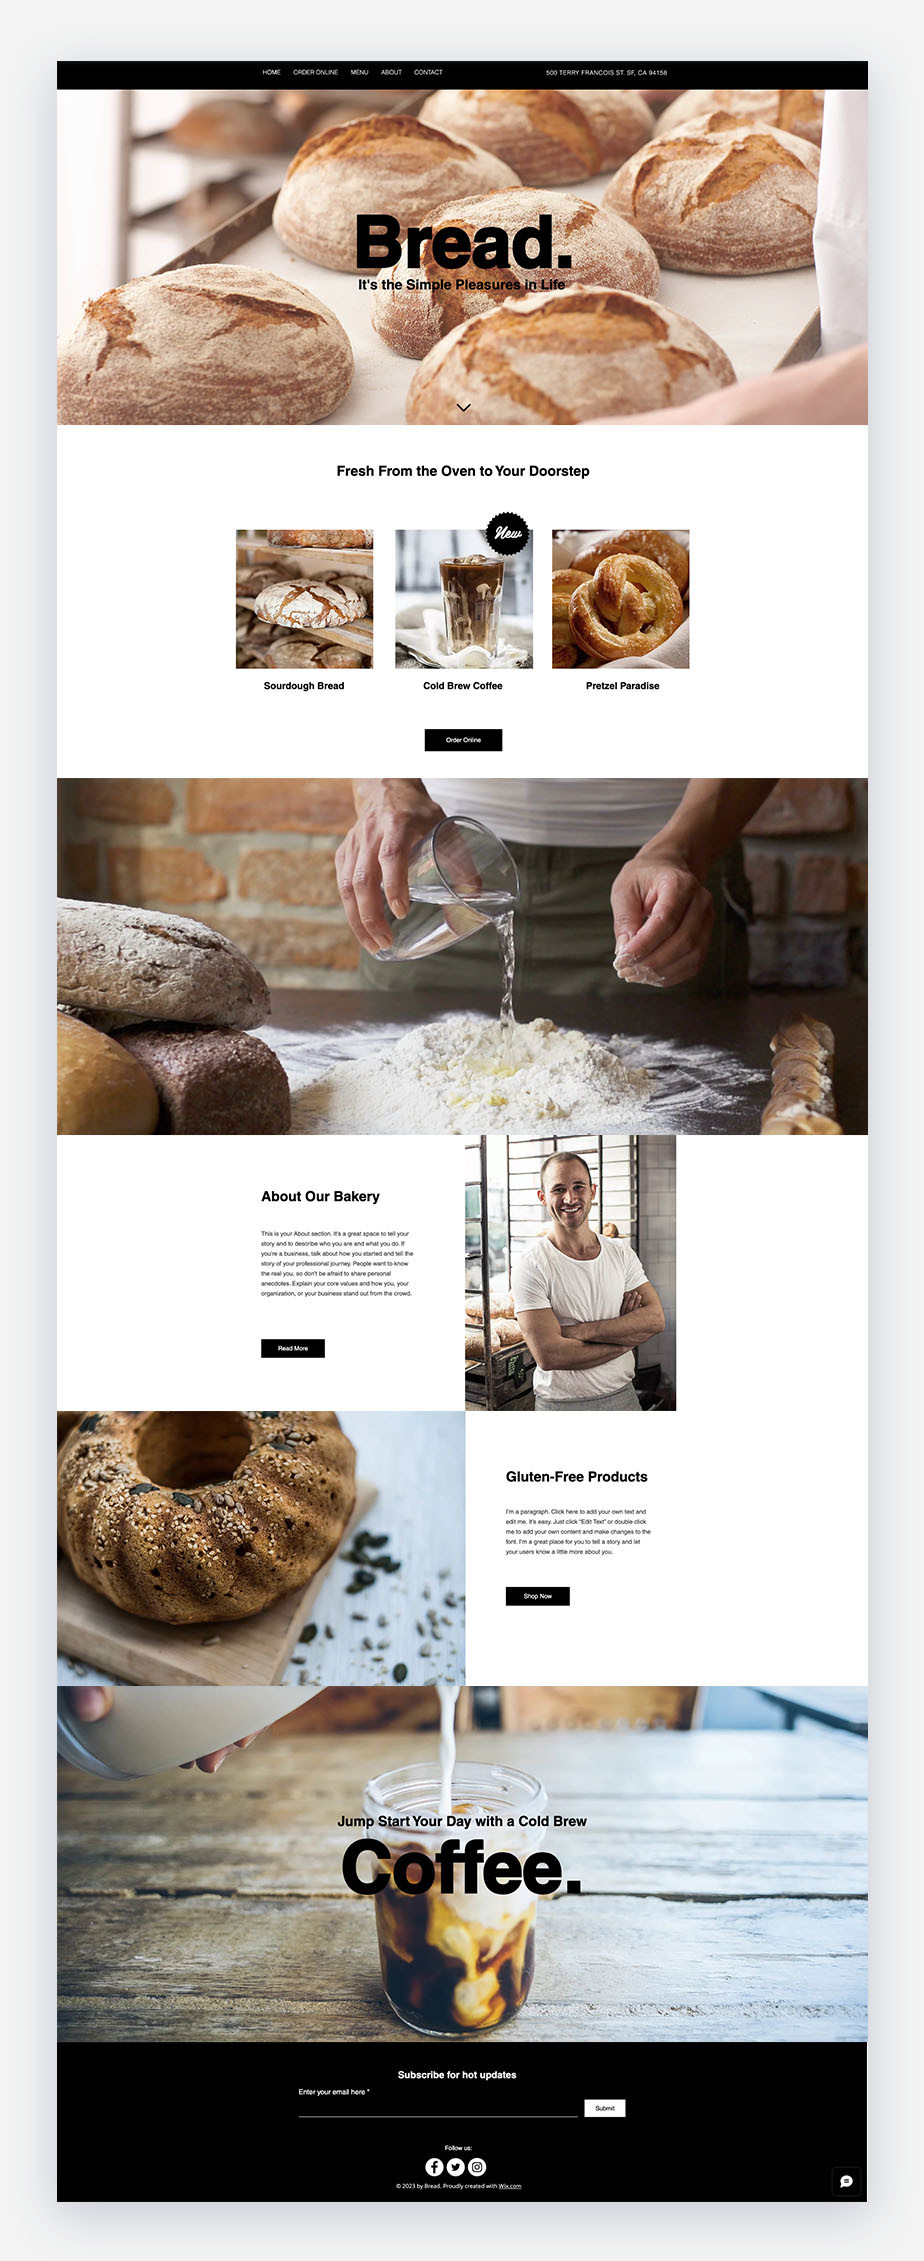 HOME ORDER ONLINE MENU ABOUT CONTACT 500 TERRY FRANCOIS ST. SF, CA 94158
Bread.
It's the Simple Pleasures in Life
Fresh From the Oven to Your Doorstep
New
Sourdough Bread
Cold Brew Coffee
Pretzel Paradise
Order Online
About Our Bakery
This is your About section. It's a great space to tell your
story and to describe who you are and what you do. If
you're a business, talk about how you started and tell the
story of your professional journey. People want to know
the real you, so don't be afraid to share personal
anecdotes. Explain your core values and how you, your
organization, or your business stand out from the crowd.
Read More
Gluten-Free Products
I'm a paragraph. Click here to add your own text and
edit me. It's easy. Just click "Edit Text" or double click
me to add your own content and make changes to the
font. I'm a great place for you to tell a story and let
your users know a little more about you.
Shop Now
Jump Start Your Day with a Cold Brew
Coffee.
Subscribe for hot updates
Enter your email here *
Submit
Follow us:
© 2023 by Bread. Proudly created with Wix.com